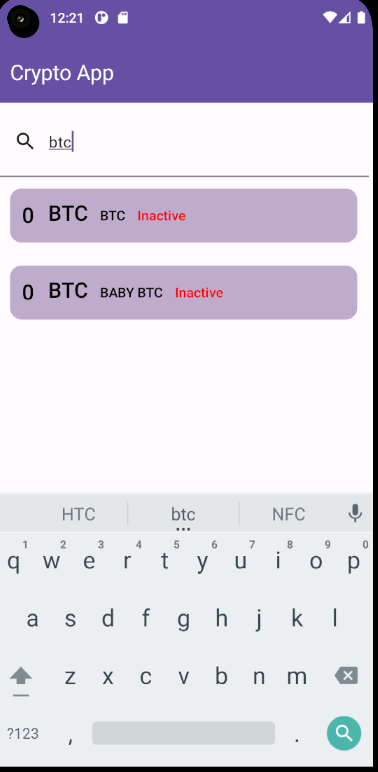 12:21
Crypto App
btc
0 BTC BTC Inactive
0 BTC BABY BTC Inactive
HTC btc NFC
1 2 3 4 5 6 7 8 9 0
q w e r t y u i o p
a s d f g h j k l
z x c v b n m
?123 , .